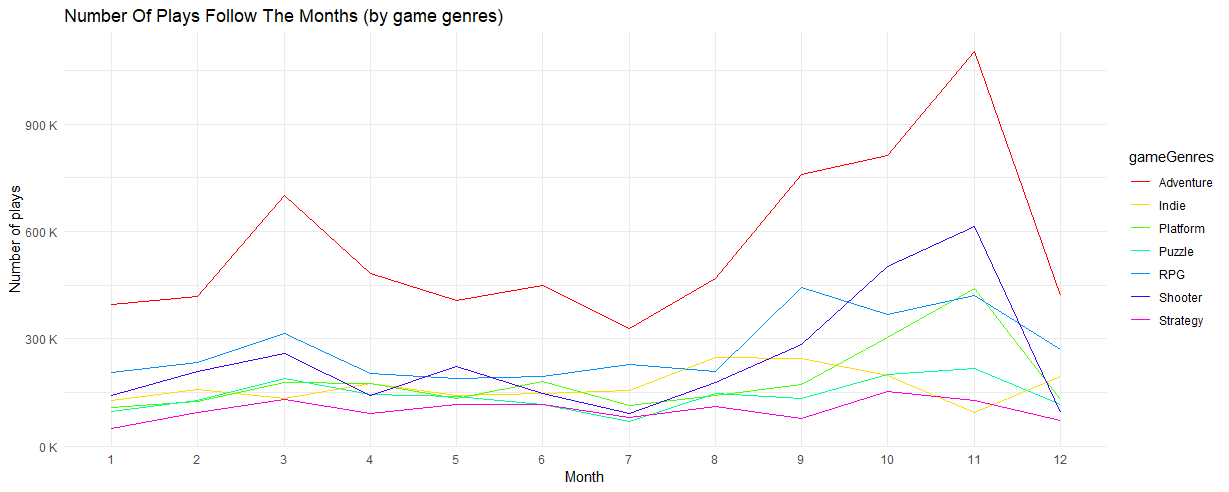 Number Of Plays Follow The Months (by game genres)
900 K
600 K
300 K
0 K
Number of plays
1 2 3 4 5 6 7 8 9 10 11 12
Month
gameGenres
Adventure
Indie
Platform
Puzzle
RPG
Shooter
Strategy